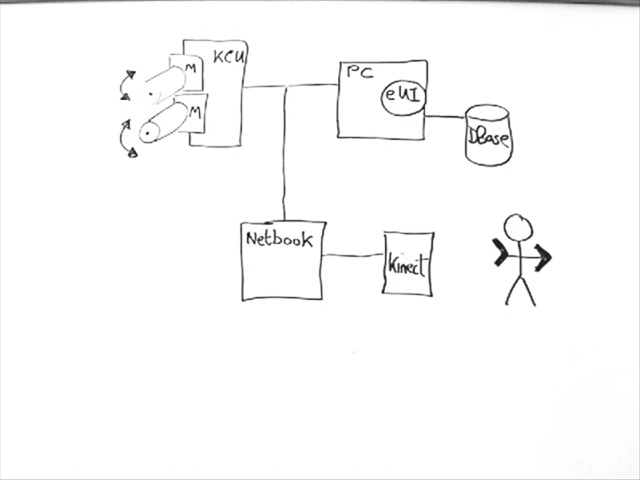 KCU
M
M
PC
eUI
DBase
Netbook
Kinect